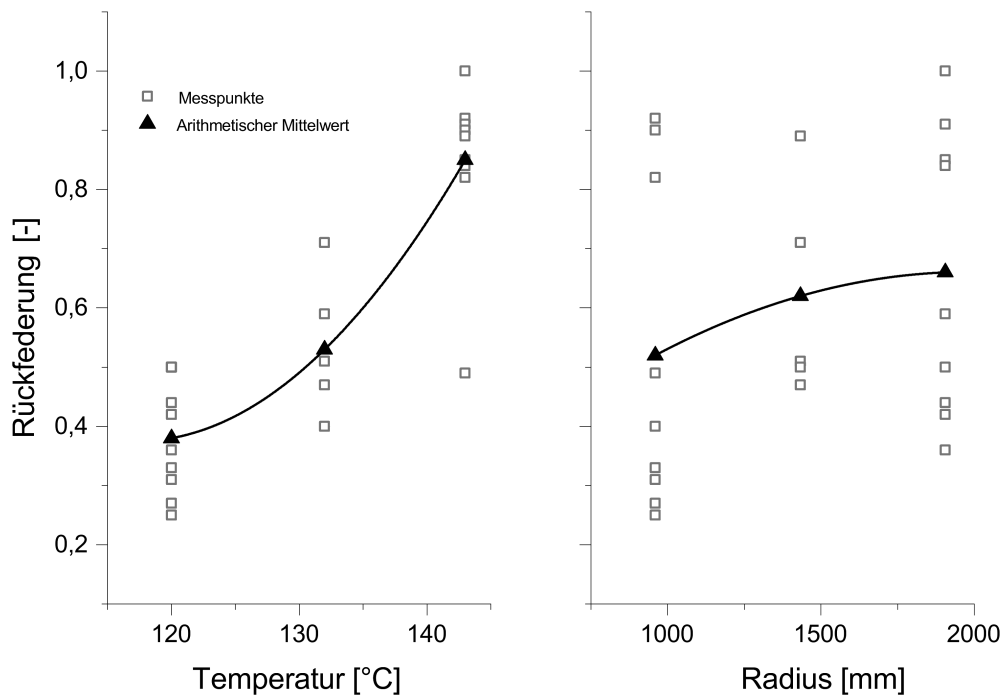 1,0
0,8
0,6
0,4
0,2
Rückfederung [-]
Messpunkte
Arithmetischer Mittelwert
120 130 140
Temperatur [°C]
1000 1500 2000
Radius [mm]